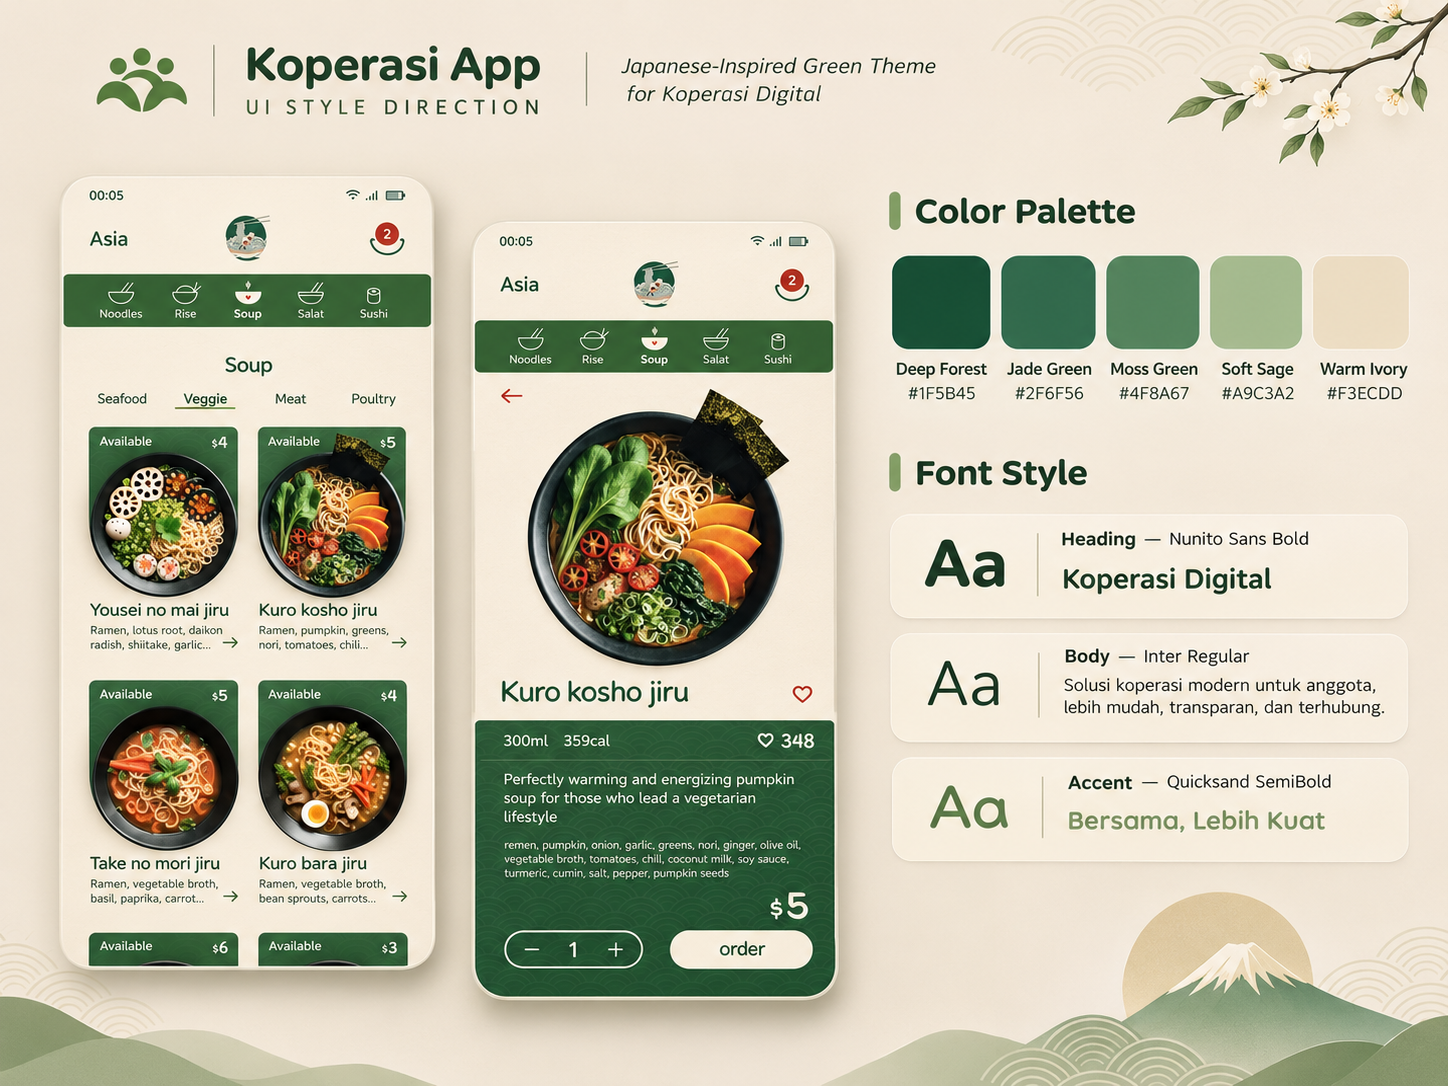 Koperasi App
UI STYLE DIRECTION
Japanese-Inspired Green Theme
for Koperasi Digital
00:05
Asia
2
Noodles Rise Soup Salat Sushi
Soup
Seafood Veggie Meat Poultry
Available $4
Available $5
Yousei no mai jiru
Ramen, lotus root, daikon
radish, shiitake, garlic...
Kuro kosho jiru
Ramen, pumpkin, greens,
nori, tomatoes, chili...
Available $5
Available $4
Take no mori jiru
Ramen, vegetable broth,
basil, paprika, carrot...
Kuro bara jiru
Ramen, vegetable broth,
bean sprouts, carrots...
Available $6
Available $3
00:05
Asia
2
Noodles Rise Soup Salat Sushi
Kuro kosho jiru
300ml 359cal 348
Perfectly warming and energizing pumpkin
soup for those who lead a vegetarian
lifestyle
remen, pumpkin, onion, garlic, greens, nori, ginger, olive oil,
vegetable broth, tomatoes, chill, coconut milk, soy sauce,
turmeric, cumin, salt, pepper, pumpkin seeds
$5
− 1 +
order
Color Palette
Deep Forest Jade Green Moss Green Soft Sage Warm Ivory
#1F5B45 #2F6F56 #4F8A67 #A9C3A2 #F3ECDD
Font Style
Aa
Heading — Nunito Sans Bold
Koperasi Digital
Aa
Body — Inter Regular
Solusi koperasi modern untuk anggota,
lebih mudah, transparan, dan terhubung.
Aa
Accent — Quicksand SemiBold
Bersama, Lebih Kuat